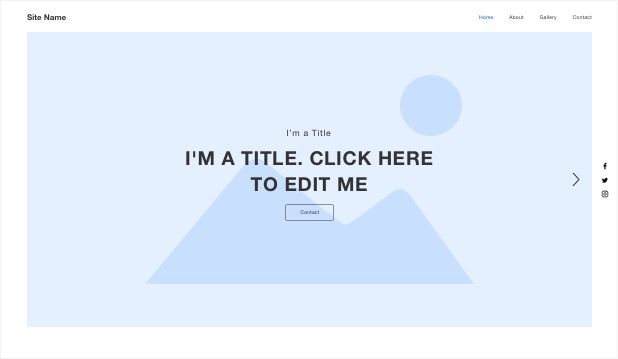 Site Name
Home About Gallery Contact
I'm a Title
I'M A TITLE. CLICK HERE
TO EDIT ME
Contact